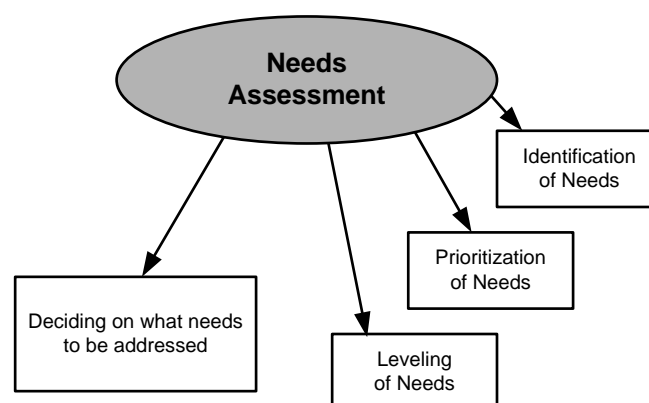 Needs
Assessment
Identification
of Needs
Prioritization
of Needs
Deciding on what needs
to be addressed
Leveling
of Needs